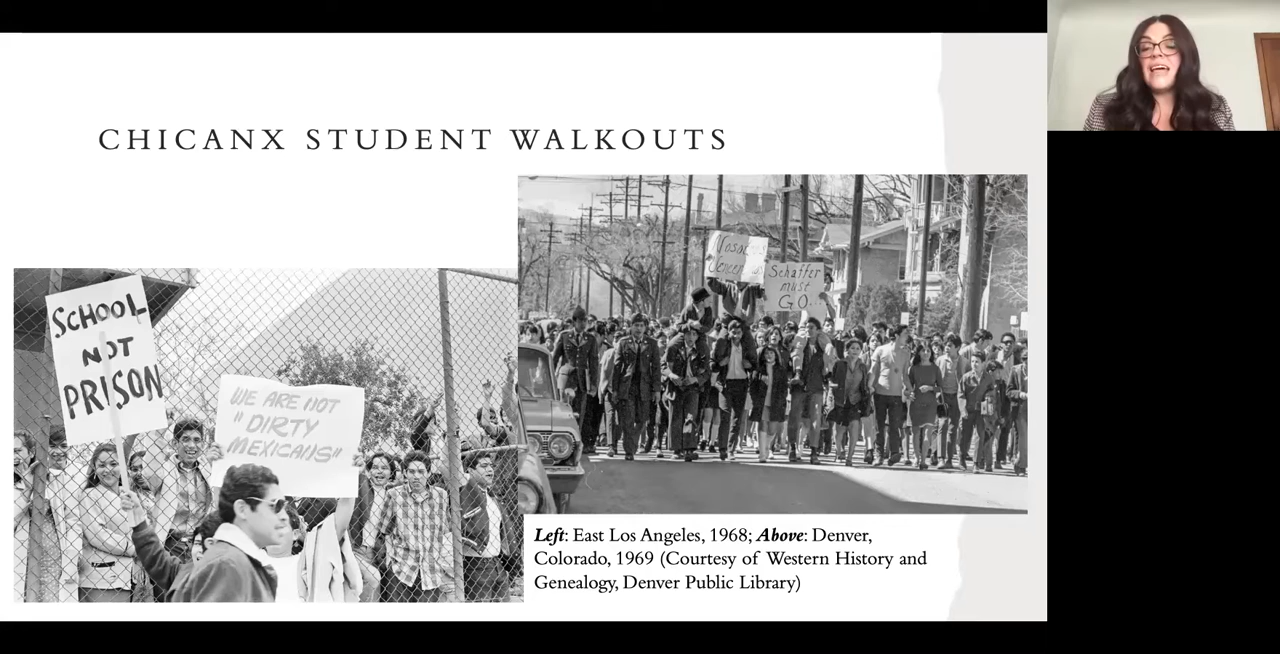 CHICANX STUDENT WALKOUTS
SCHOOL
NOT
PRISON
WE ARE NOT
"DIRTY
MEXICANS"
Schaffer
must
GO
Left: East Los Angeles, 1968; Above: Denver,
Colorado, 1969 (Courtesy of Western History and
Genealogy, Denver Public Library)